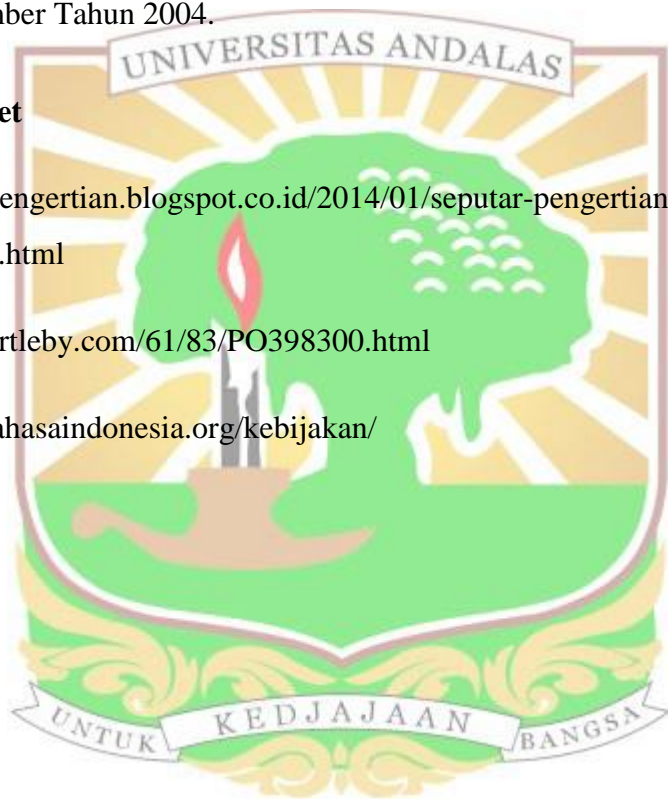 mber Tahun 2004.
UNIVERSITAS ANDALAS
et
engertian.blogspot.co.id/2014/01/seputar-pengertian
.html
rtleby.com/61/83/PO398300.html
ahasaindonesia.org/kebijakan/
UNTUK KEDJAJAAN BANGSA